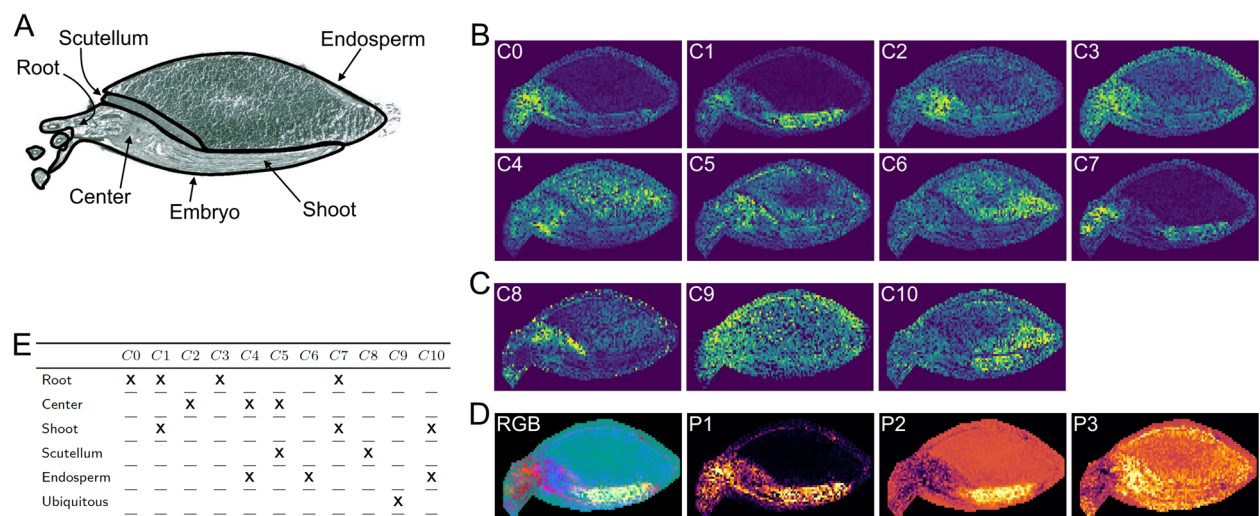 A
Scutellum
Root
Endosperm
Center
Embryo
Shoot
B
C0
C1
C2
C3
C4
C5
C6
C7
C
C8
C9
C10
D
RGB
P1
P2
P3
E
C0 C1 C2 C3 C4 C5 C6 C7 C8 C9 C10
Root X X X X
Center X X X
Shoot X X X
Scutellum X X
Endosperm X X X
Ubiquitous X